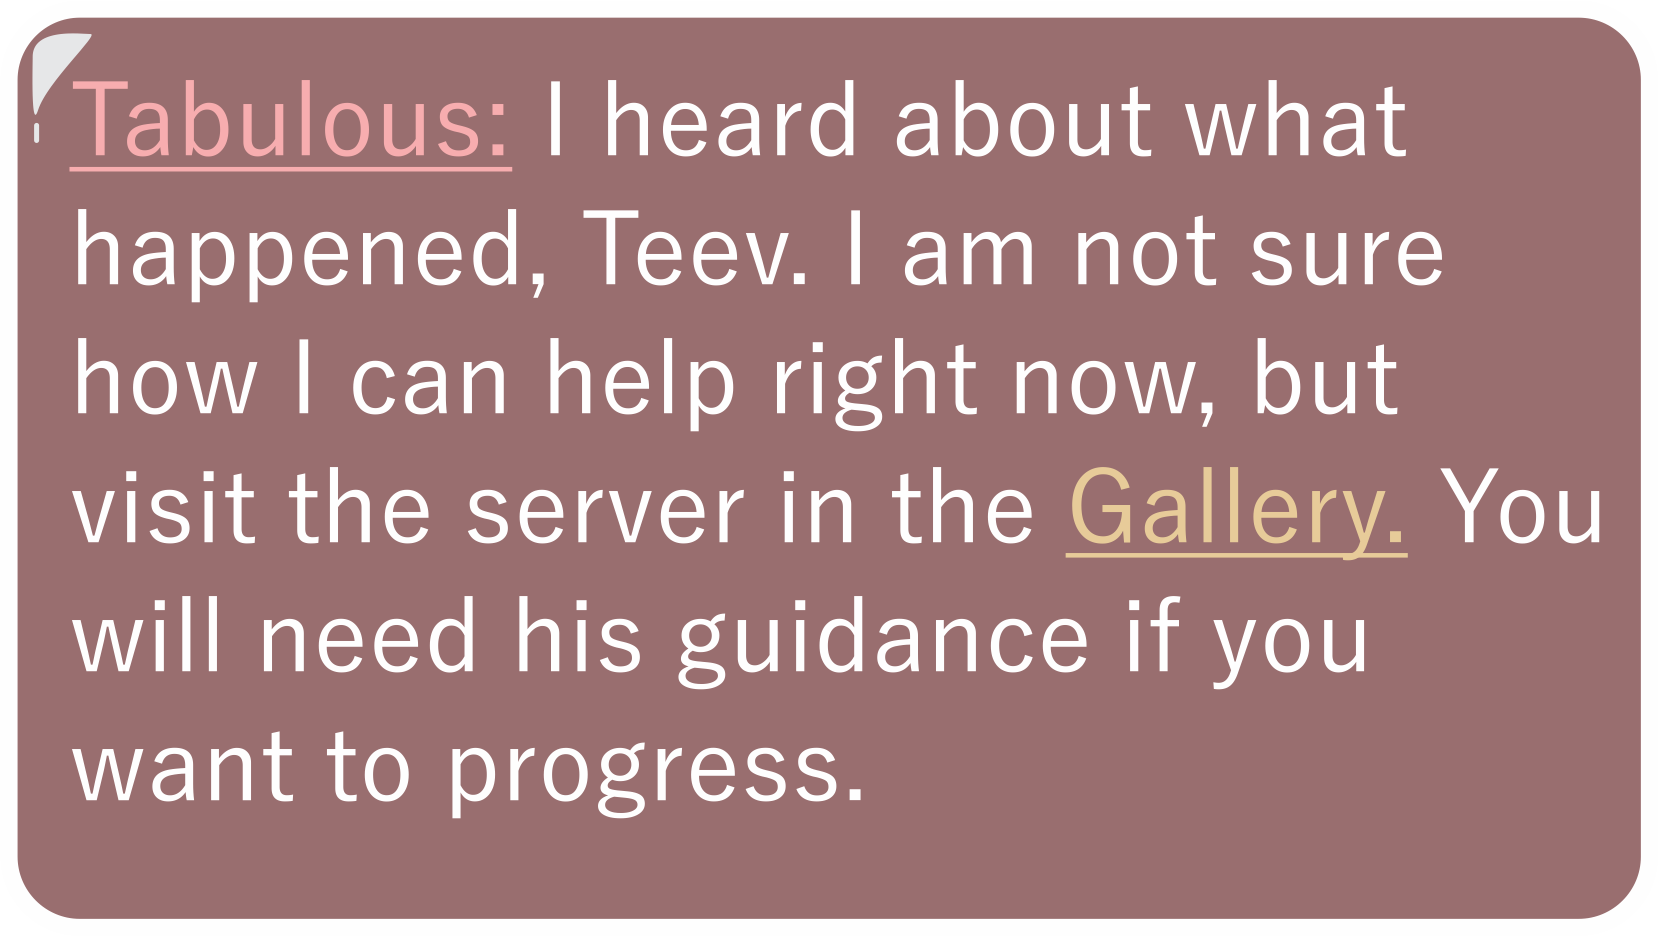 Tabulous: I heard about what
happened, Teev. I am not sure
how I can help right now, but
visit the server in the Gallery. You
will need his guidance if you
want to progress.